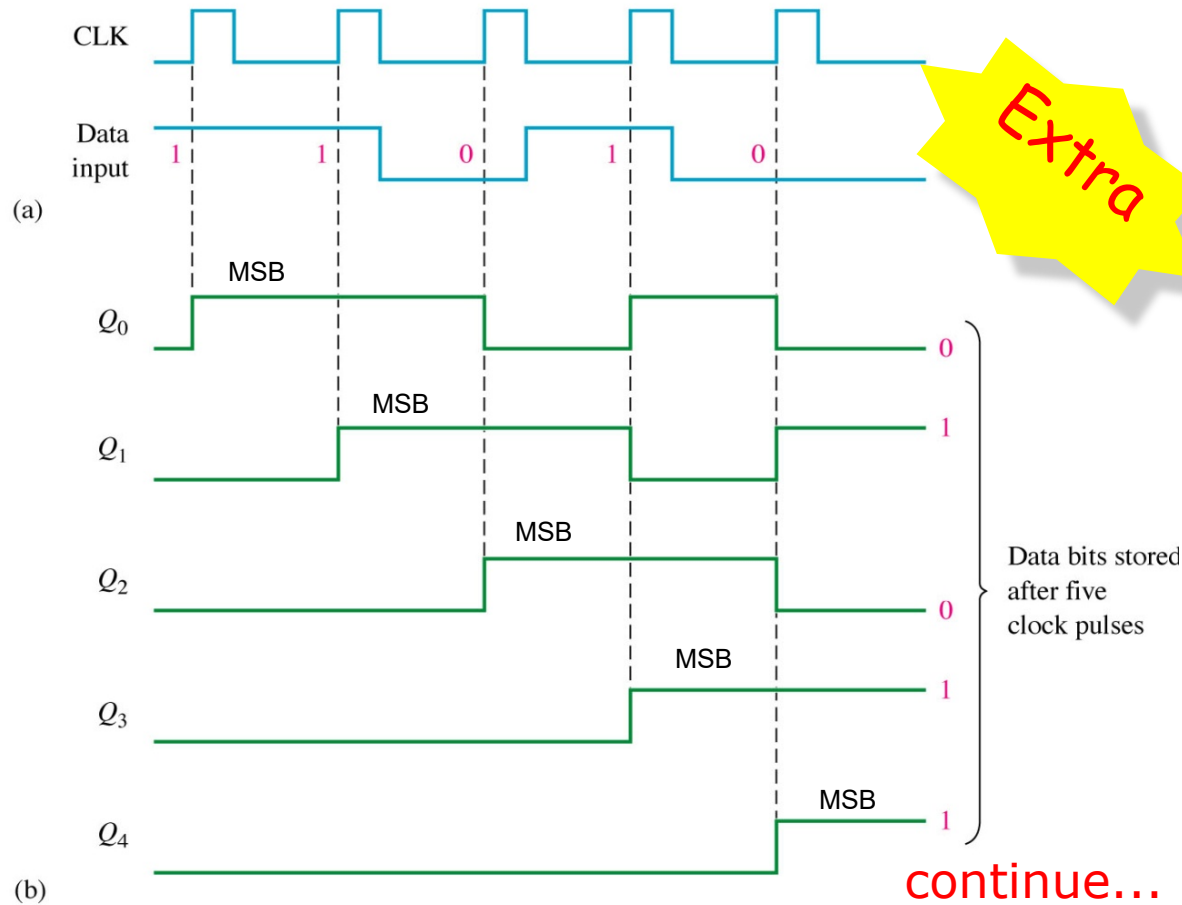 CLK
Data
input
1 1 0 1 0
(a)
Extra
MSB
Q0
0
MSB
Q1
1
MSB
Q2
0
Data bits stored
after five
clock pulses
MSB
Q3
1
MSB
Q4
1
(b)
continue...